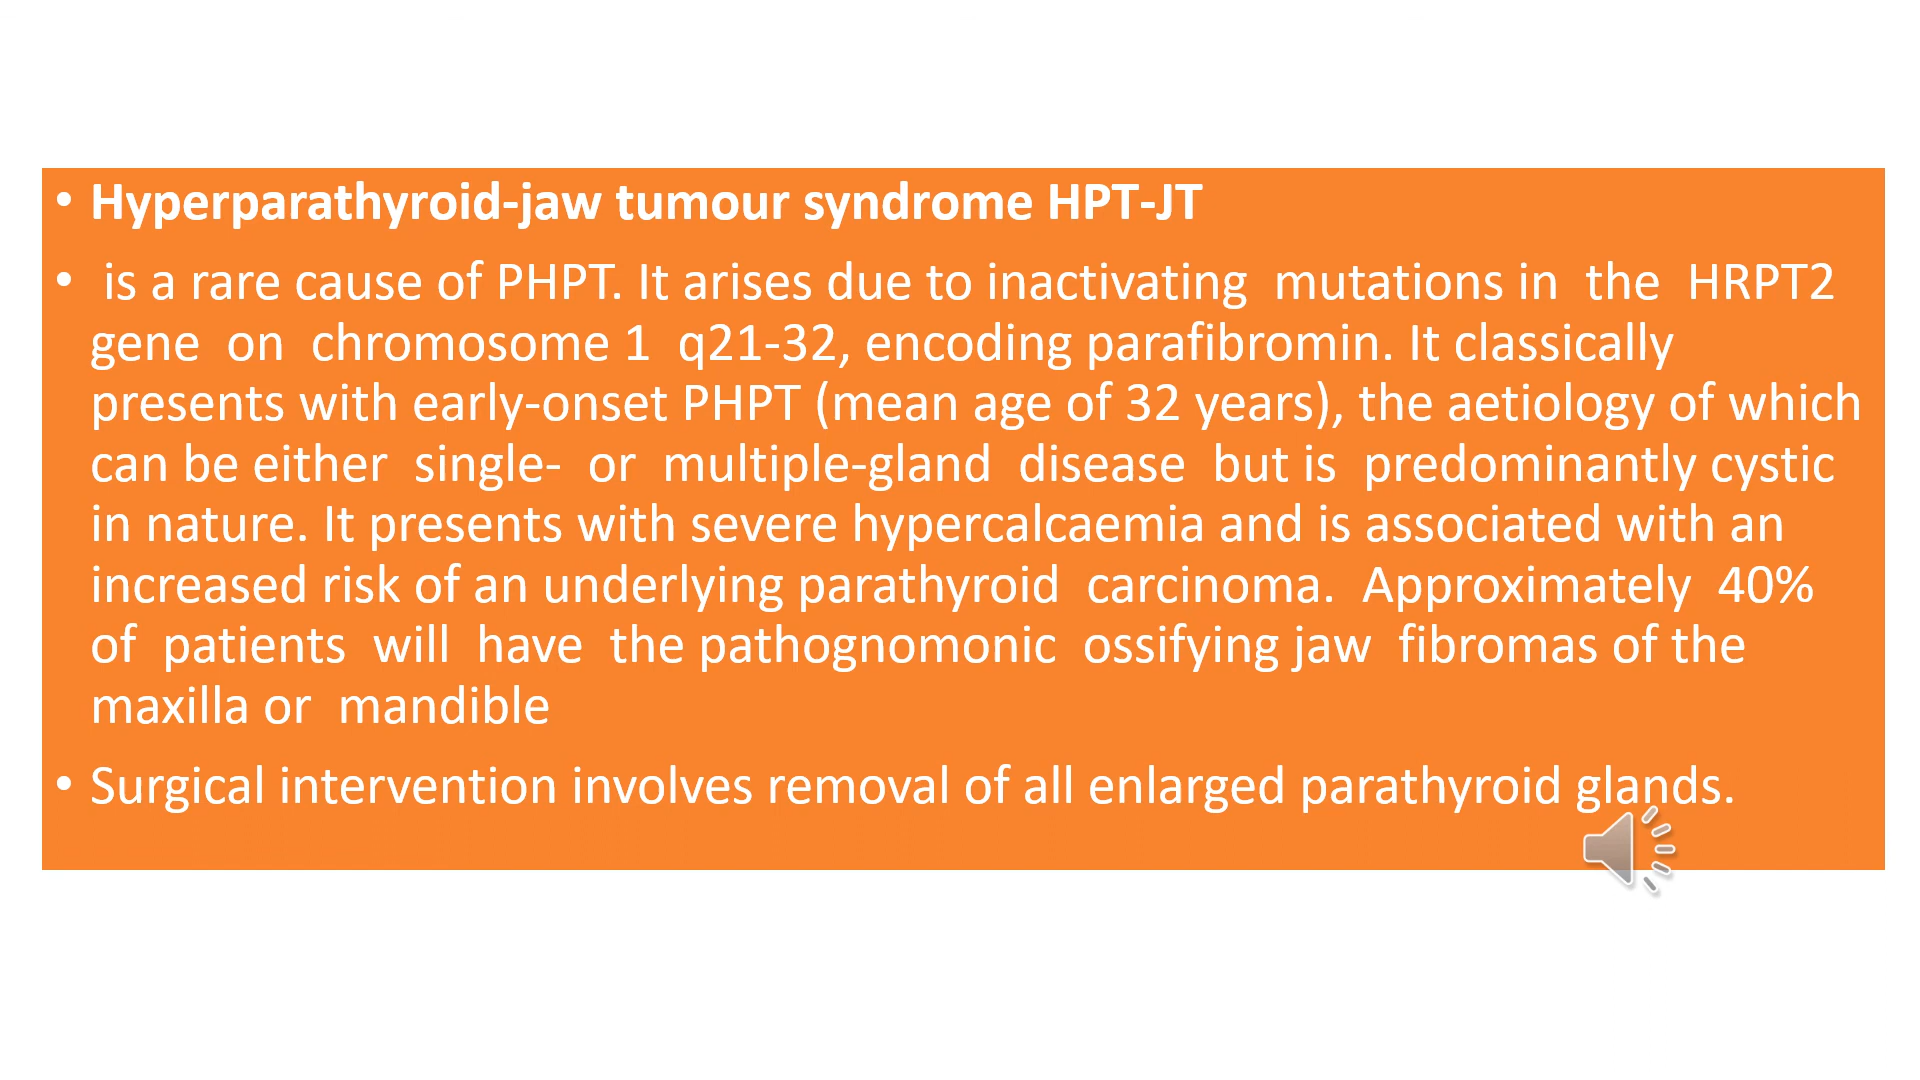 • Hyperparathyroid-jaw tumour syndrome HPT-JT
• is a rare cause of PHPT. It arises due to inactivating mutations in the HRPT2
gene on chromosome 1 q21-32, encoding parafibromin. It classically
presents with early-onset PHPT (mean age of 32 years), the aetiology of which
can be either single- or multiple-gland disease but is predominantly cystic
in nature. It presents with severe hypercalcaemia and is associated with an
increased risk of an underlying parathyroid carcinoma. Approximately 40%
of patients will have the pathognomonic ossifying jaw fibromas of the
maxilla or mandible
• Surgical intervention involves removal of all enlarged parathyroid glands.